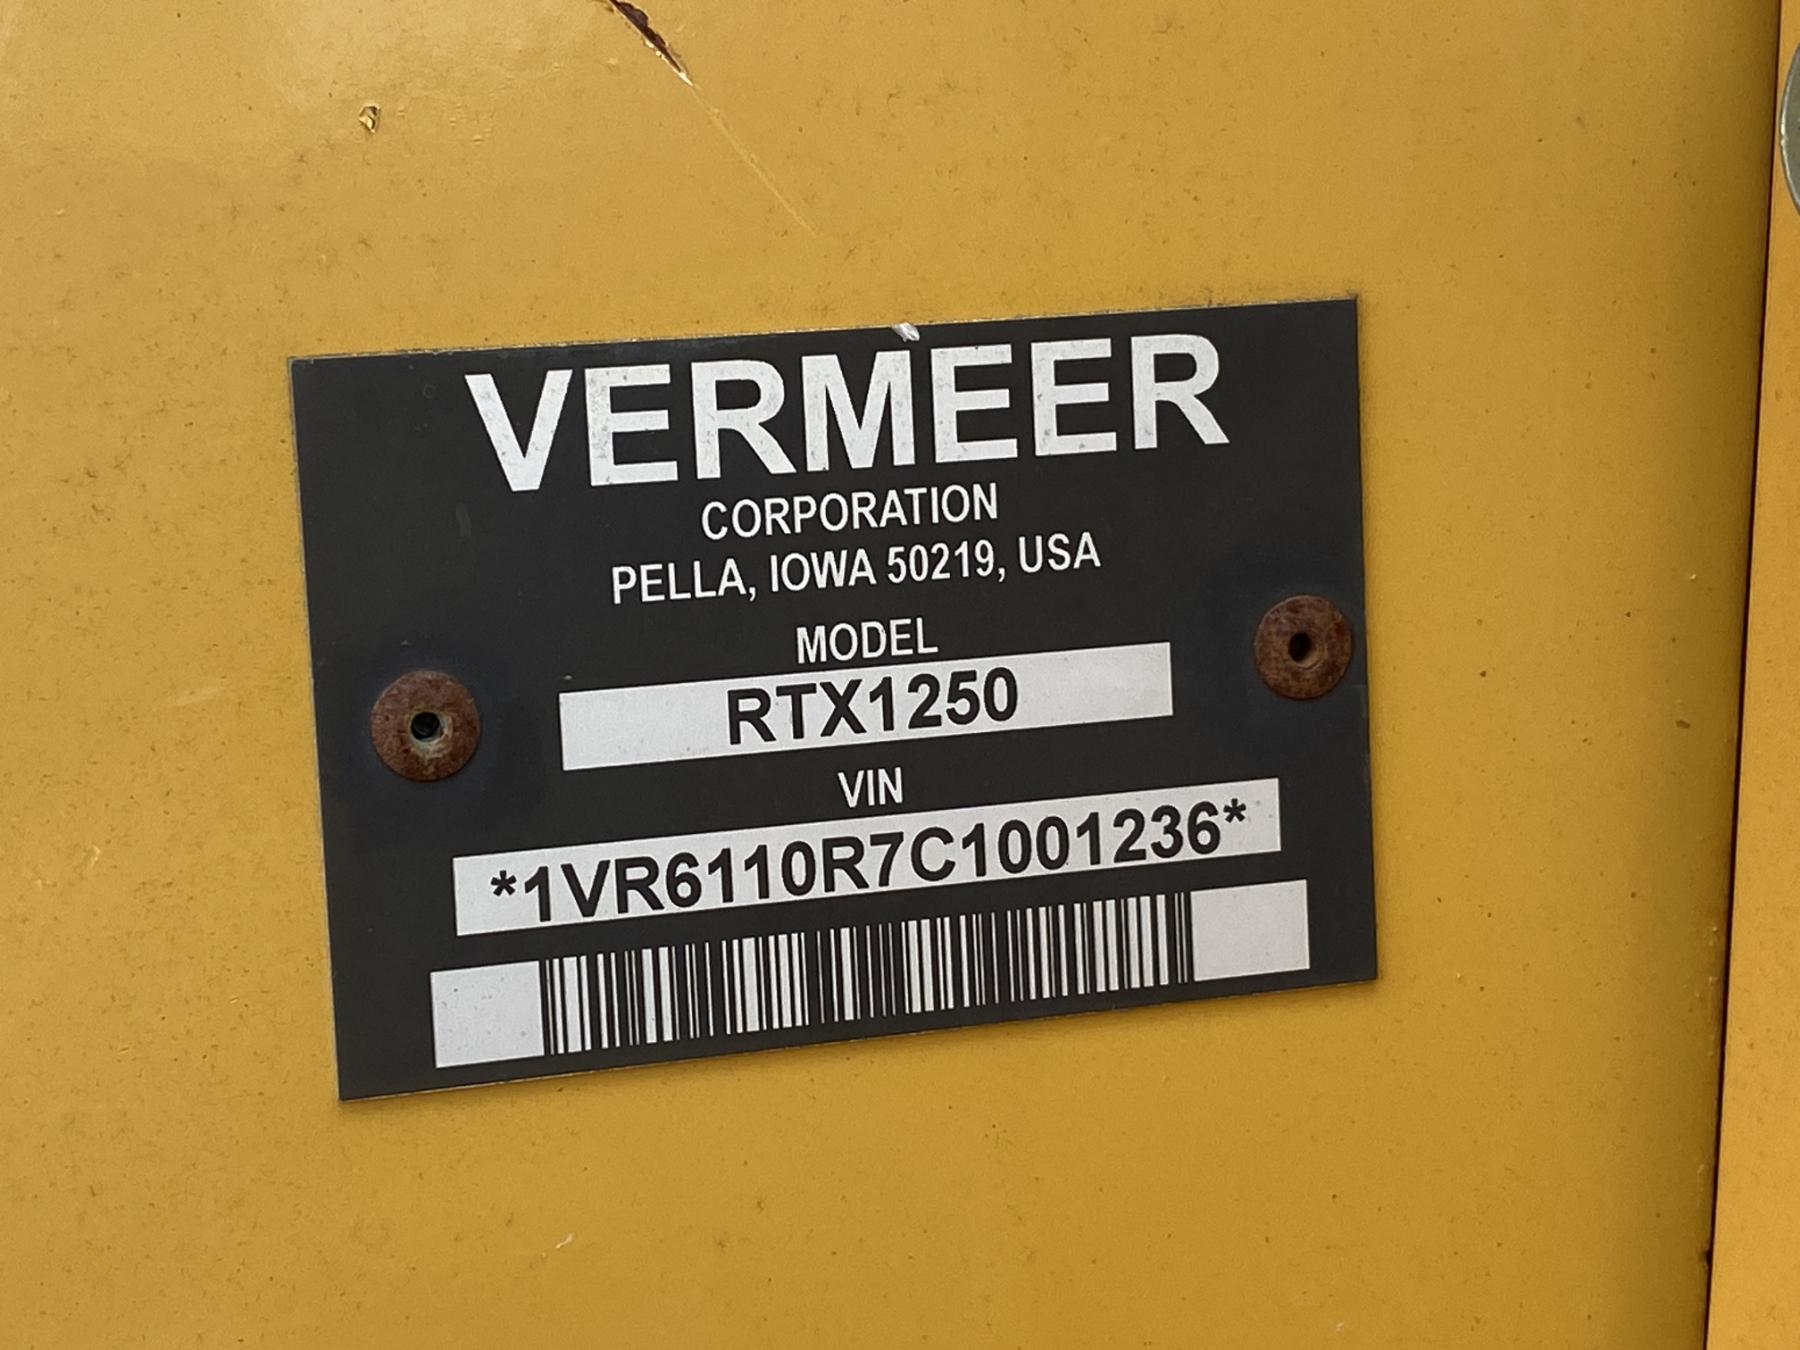 VERMEER
CORPORATION
PELLA, IOWA 50219, USA
MODEL
RTX1250
VIN
*1VR6110R7C1001236*